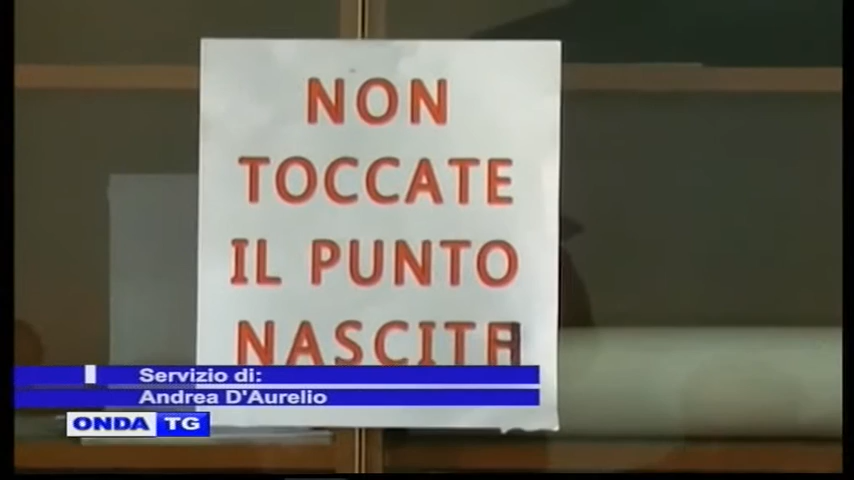 NON
TOCCATE
IL PUNTO
NASCITE
Servizio di:
Andrea D'Aurelio
ONDA TG